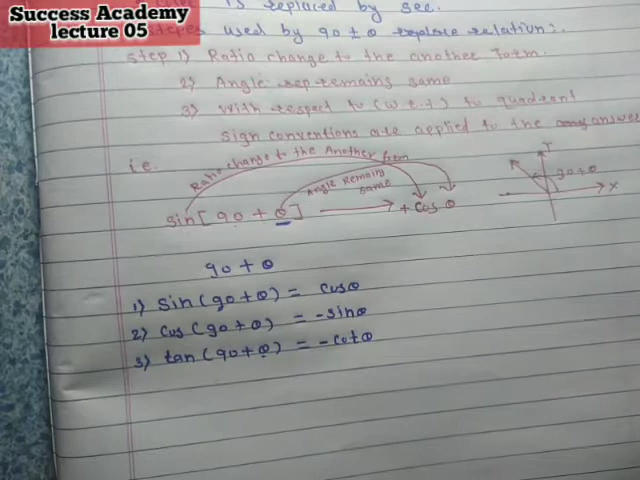 Success Academy
lecture 05
is replaced by sec.
steps used by 90 ± θ relation:.
step 1) Ratio change to the another Form.
2) Angle remains same
3) with respect to (w.r.t) to quadrant
sign conventions are applied to the answer
i.e.
Ratio change to the Another form
Angle Remaining
same
sin[90 + θ] → + cos θ
Y
90+θ
X
90 + θ
1) sin(90+θ) = cosθ
2) cos(90+θ) = -sinθ
3) tan(90+θ) = -cotθ